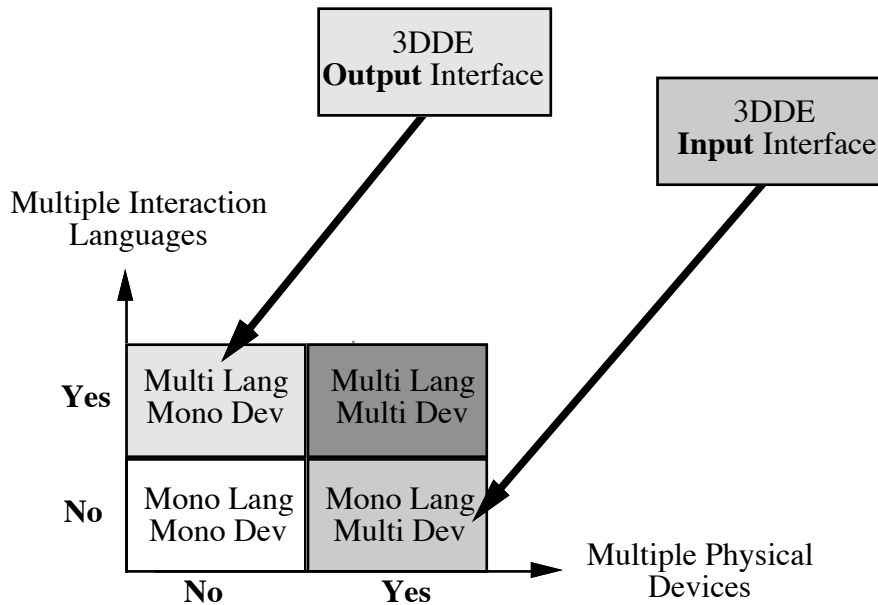 3DDE
Output Interface
3DDE
Input Interface
Multiple Interaction
Languages
Yes
Multi Lang
Mono Dev
Multi Lang
Multi Dev
No
Mono Lang
Mono Dev
Mono Lang
Multi Dev
No
Yes
Multiple Physical
Devices